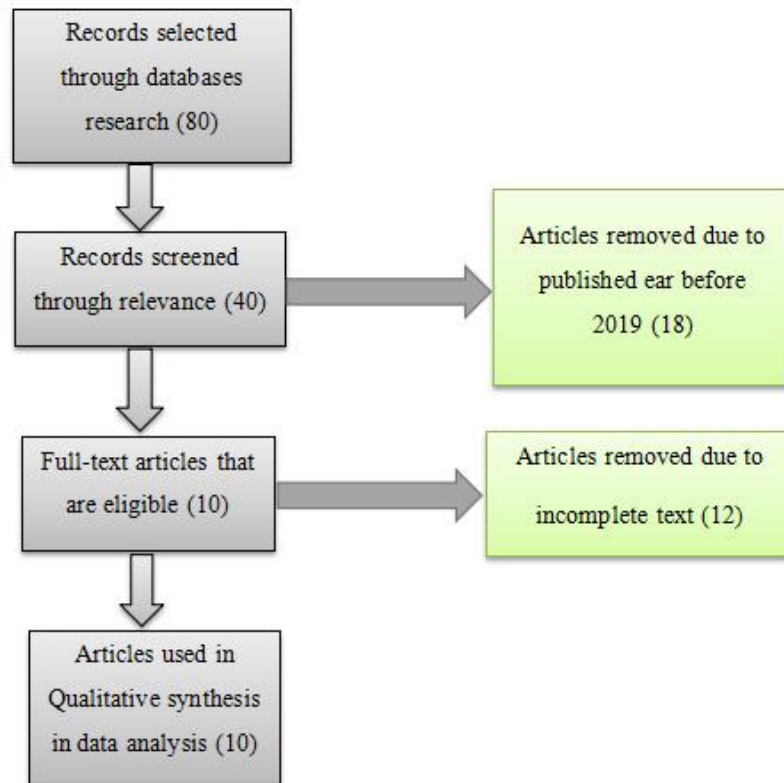 Records selected
through databases
research (80)
Records screened
through relevance (40)
Articles removed due to
published ear before
2019 (18)
Full-text articles that
are eligible (10)
Articles removed due to
incomplete text (12)
Articles used in
Qualitative synthesis
in data analysis (10)